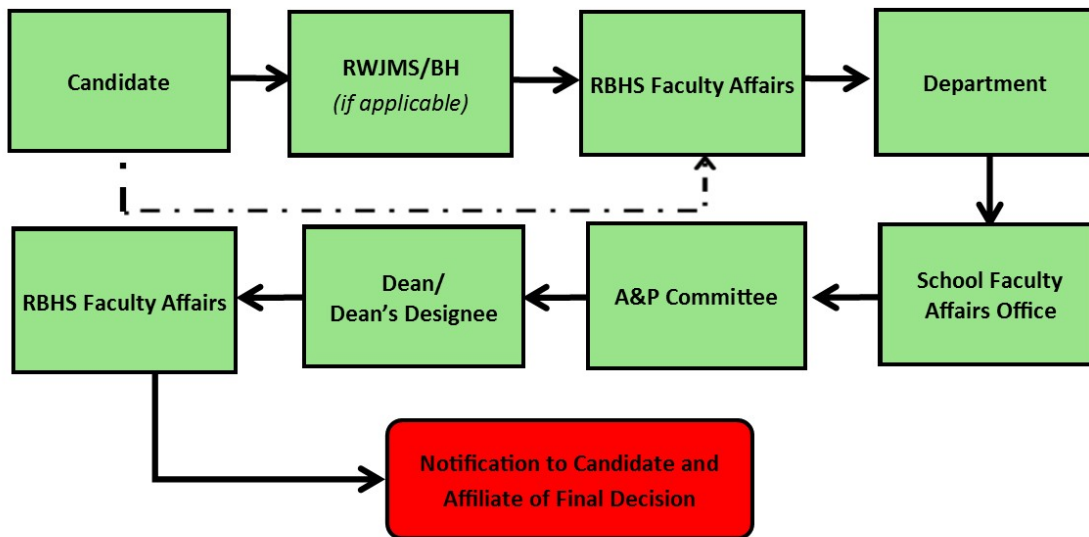 Candidate
RWJMS/BH
(if applicable)
RBHS Faculty Affairs
Department
School Faculty
Affairs Office
A&P Committee
Dean/
Dean’s Designee
RBHS Faculty Affairs
Notification to Candidate and
Affiliate of Final Decision